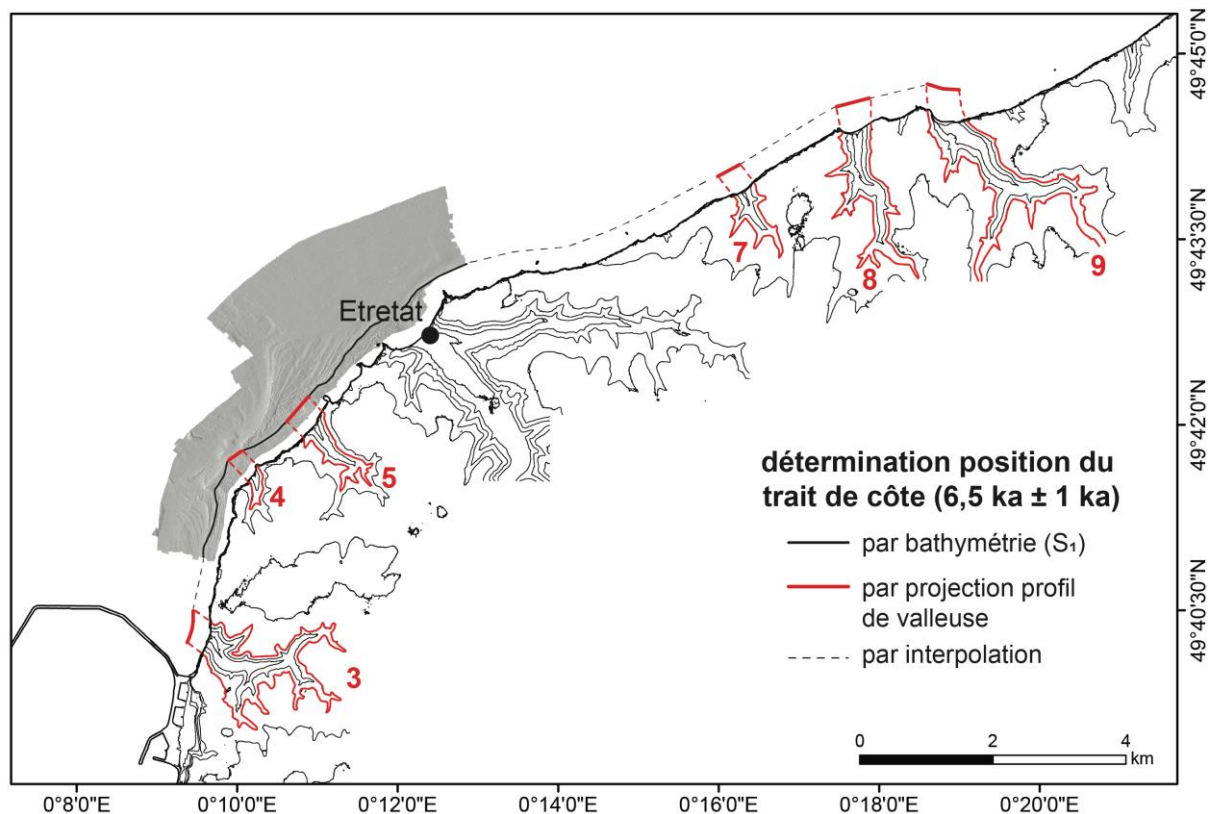 49°45'0"N
49°43'30"N
49°42'0"N
49°40'30"N
Etretat
7
8
9
4
5
3
détermination position du
trait de côte (6,5 ka ± 1 ka)
par bathymétrie (S₁)
par projection profil
de valleuse
par interpolation
0 2 4
km
0°8'0"E 0°10'0"E 0°12'0"E 0°14'0"E 0°16'0"E 0°18'0"E 0°20'0"E